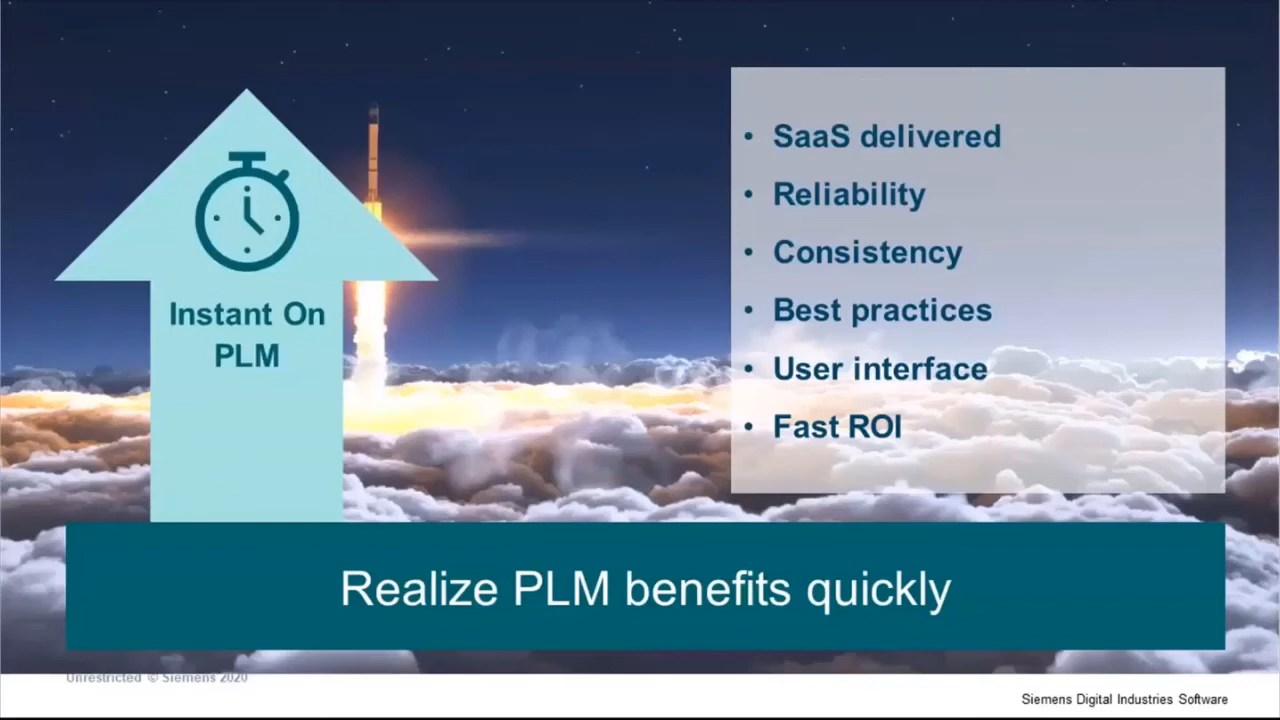 Instant On
PLM
• SaaS delivered
• Reliability
• Consistency
• Best practices
• User interface
• Fast ROI
Realize PLM benefits quickly
Unrestricted © Siemens 2020
Siemens Digital Industries Software